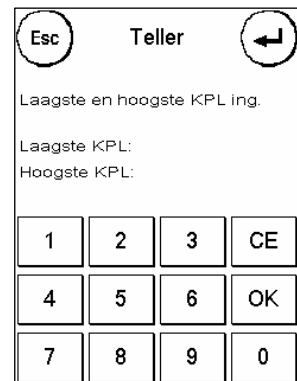 Esc Teller
Laagste en hoogste KPL ing.
Laagste KPL:
Hoogste KPL:
1 2 3 CE
4 5 6 OK
7 8 9 0